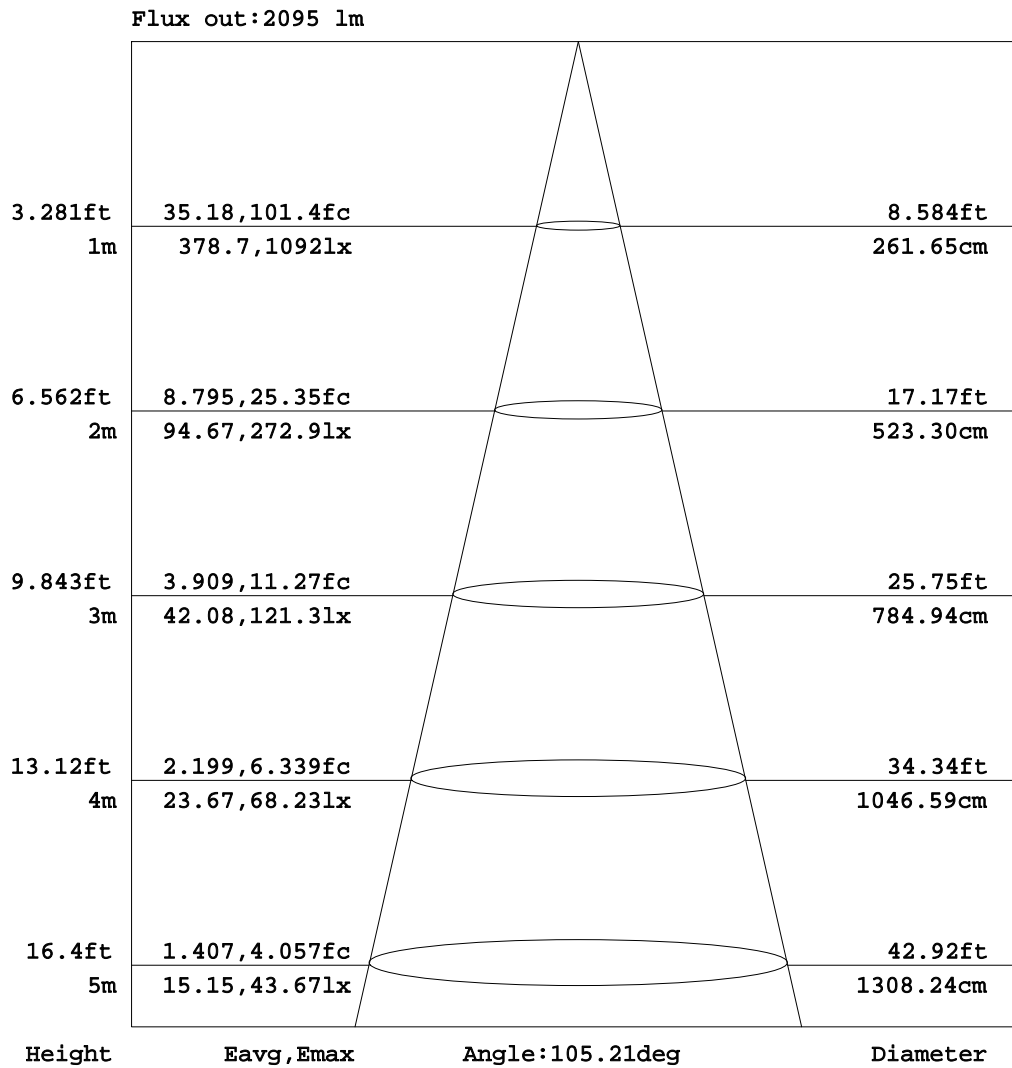 Flux out:2095 lm
3.281ft 35.18,101.4fc 8.584ft
1m 378.7,1092lx 261.65cm
6.562ft 8.795,25.35fc 17.17ft
2m 94.67,272.9lx 523.30cm
9.843ft 3.909,11.27fc 25.75ft
3m 42.08,121.3lx 784.94cm
13.12ft 2.199,6.339fc 34.34ft
4m 23.67,68.23lx 1046.59cm
16.4ft 1.407,4.057fc 42.92ft
5m 15.15,43.67lx 1308.24cm
Height Eavg,Emax Angle:105.21deg Diameter